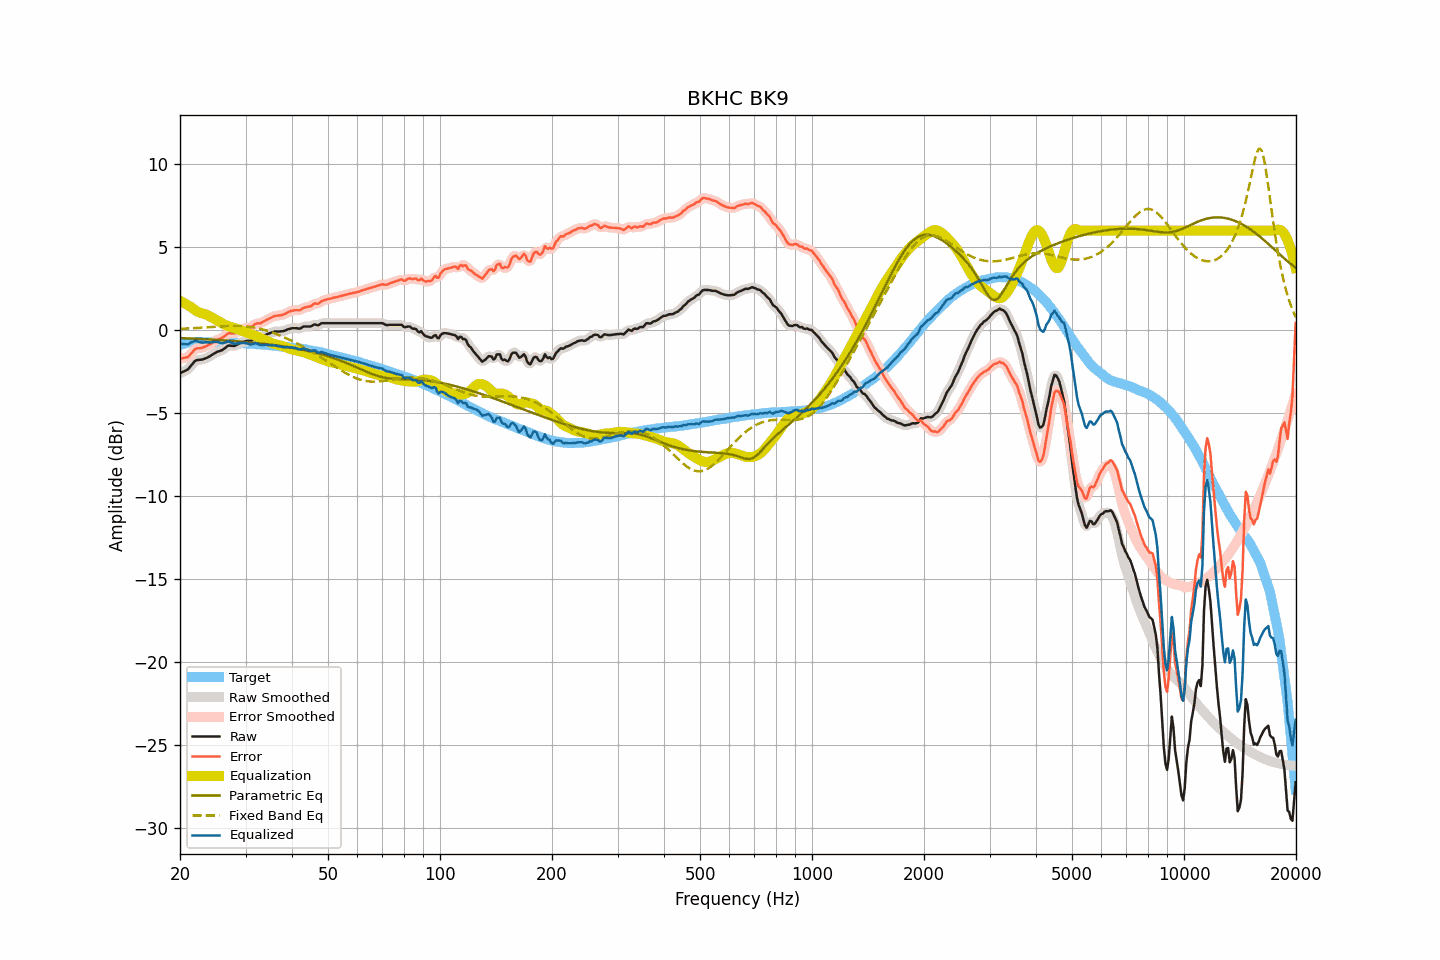 BKHC BK9
Amplitude (dBr)
10
5
0
−5
−10
−15
−20
−25
−30
Target
Raw Smoothed
Error Smoothed
Raw
Error
Equalization
Parametric Eq
Fixed Band Eq
Equalized
20 50 100 200 500 1000 2000 5000 10000 20000
Frequency (Hz)